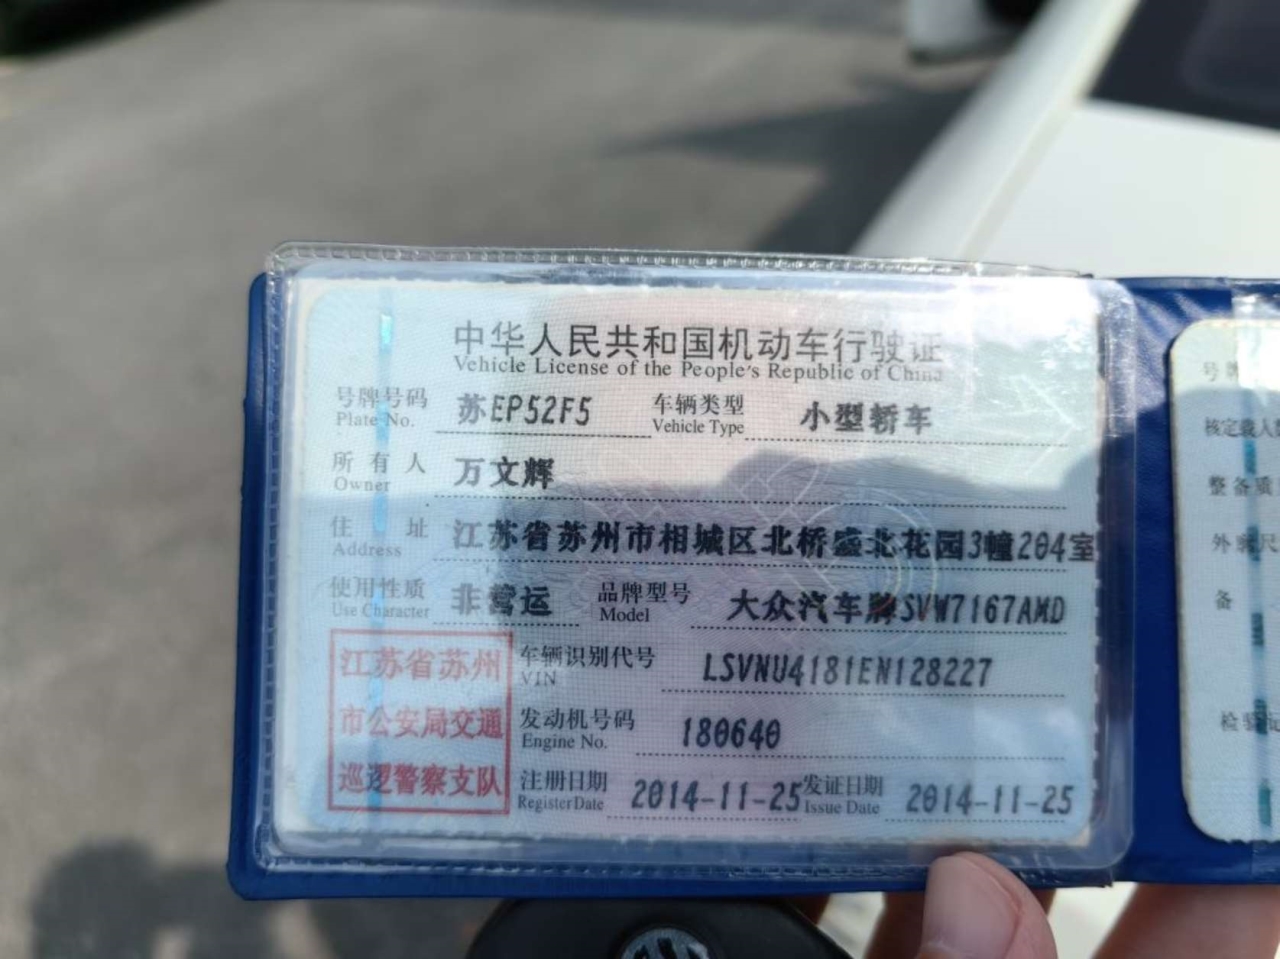 中华人民共和国机动车行驶证
Vehicle License of the People's Republic of China
号牌号码 苏EP52F5 车辆类型 小型轿车
Plate No. Vehicle Type
所有人 万文辉
Owner
住址 江苏省苏州市相城区北桥盛北花园3幢204室
Address
使用性质 非营运 品牌型号 大众汽车牌SVW7167AMD
Use Character Model
江苏省苏州
市公安局交通
巡逻警察支队
车辆识别代号 LSVNU4181EN128227
VIN
发动机号码 180640
Engine No.
注册日期 2014-11-25 发证日期 2014-11-25
Register Date Issue Date
号牌
核定载人
整备质
外廓尺
备
检验记